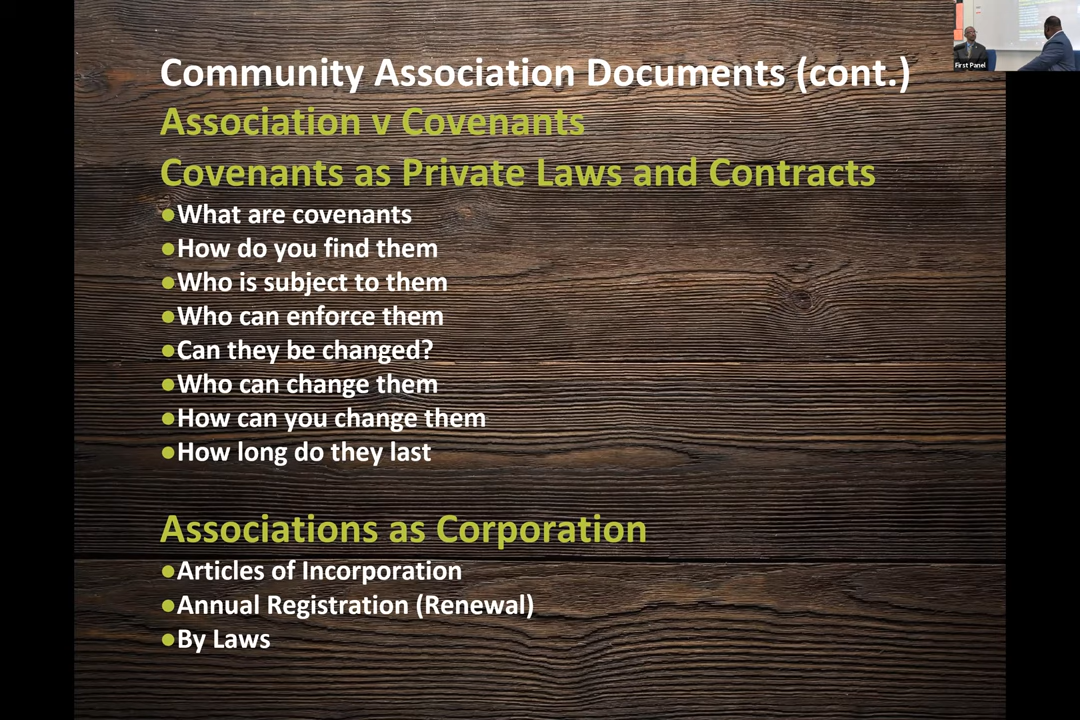 Community Association Documents (cont.)
Association v Covenants
Covenants as Private Laws and Contracts
●What are covenants
●How do you find them
●Who is subject to them
●Who can enforce them
●Can they be changed?
●Who can change them
●How can you change them
●How long do they last
Associations as Corporation
●Articles of Incorporation
●Annual Registration (Renewal)
●By Laws
First Panel